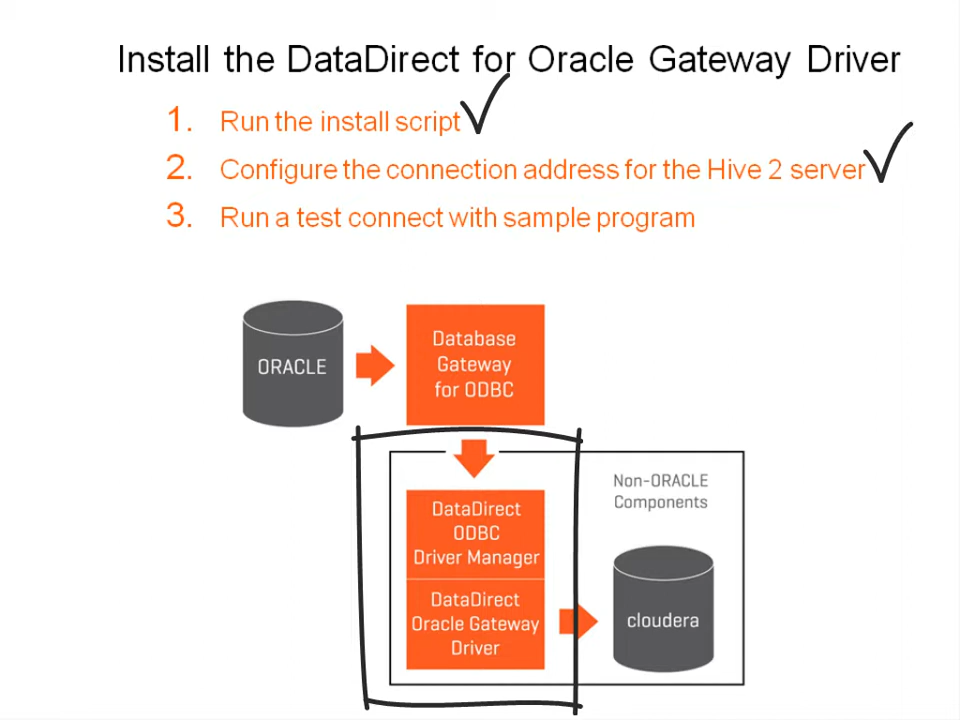 Install the DataDirect for Oracle Gateway Driver
1. Run the install script
2. Configure the connection address for the Hive 2 server
3. Run a test connect with sample program
ORACLE
Database
Gateway
for ODBC
Non-ORACLE
Components
DataDirect
ODBC
Driver Manager
DataDirect
Oracle Gateway
Driver
cloudera